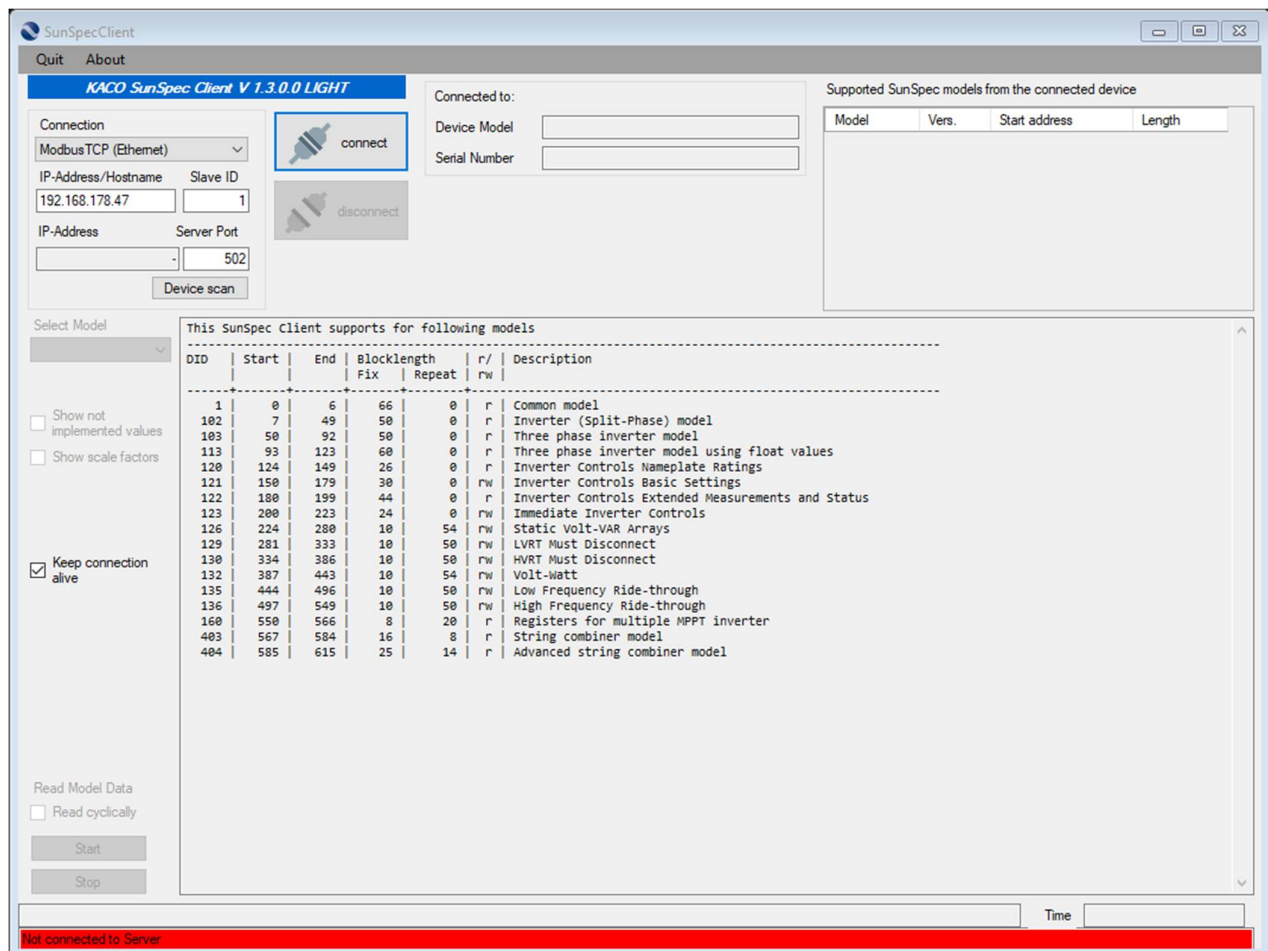 SunSpecClient
Quit About
KACO SunSpec Client V 1.3.0.0 LIGHT
Connection
ModbusTCP (Ethernet)
IP-Address/Hostname Slave ID
192.168.178.47 1
IP-Address Server Port
- 502
Device scan
connect
disconnect
Connected to:
Device Model
Serial Number
Supported SunSpec models from the connected device
Model Vers. Start address Length
Select Model
Show not
implemented values
Show scale factors
Keep connection
alive
Read Model Data
Read cyclically
Start
Stop
This SunSpec Client supports for following models
-----------------------------------------------------------------------------------------------
DID | Start | End | Blocklength | r/ | Description
| | | Fix | Repeat | rw |
------+-------+------+-------+-------+-----------------------------------------------------------
1 | 0 | 6 | 66 | 0 | r | Common model
102 | 7 | 49 | 50 | 0 | r | Inverter (Split-Phase) model
103 | 50 | 92 | 50 | 0 | r | Three phase inverter model
113 | 93 | 123 | 60 | 0 | r | Three phase inverter model using float values
120 | 124 | 149 | 26 | 0 | r | Inverter Controls Nameplate Ratings
121 | 150 | 179 | 30 | 0 | rw | Inverter Controls Basic Settings
122 | 180 | 199 | 44 | 0 | r | Inverter Controls Extended Measurements and Status
123 | 200 | 223 | 24 | 0 | rw | Immediate Inverter Controls
126 | 224 | 280 | 10 | 54 | rw | Static Volt-VAR Arrays
129 | 281 | 333 | 10 | 50 | rw | LVRT Must Disconnect
130 | 334 | 386 | 10 | 50 | rw | HVRT Must Disconnect
132 | 387 | 443 | 10 | 54 | rw | Volt-Watt
135 | 444 | 496 | 10 | 50 | rw | Low Frequency Ride-through
136 | 497 | 549 | 10 | 50 | rw | High Frequency Ride-through
160 | 550 | 566 | 8 | 20 | r | Registers for multiple MPPT inverter
403 | 567 | 584 | 16 | 8 | r | String combiner model
404 | 585 | 615 | 25 | 14 | r | Advanced string combiner model
Time
Not connected to Server